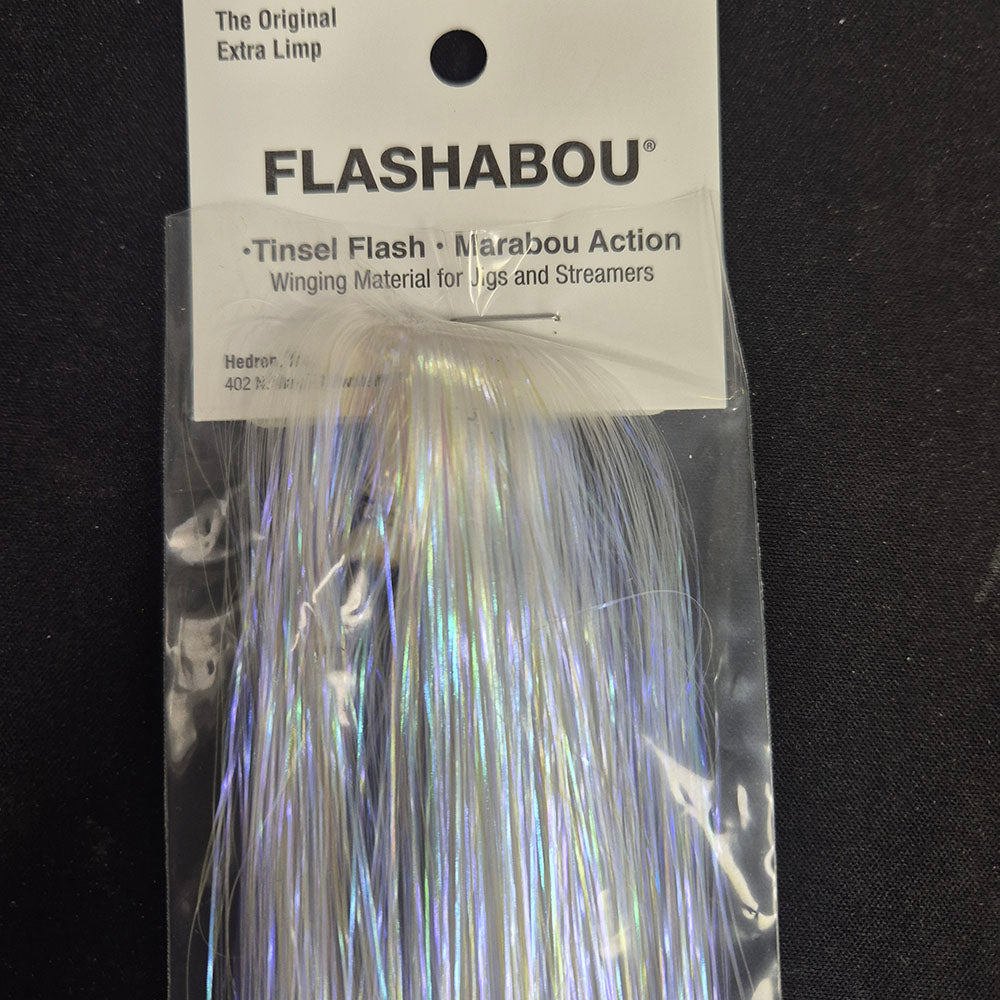 The Original
Extra Limp
FLASHABOU®
•Tinsel Flash • Marabou Action
Winging Material for Jigs and Streamers
Hedron,
402 N.